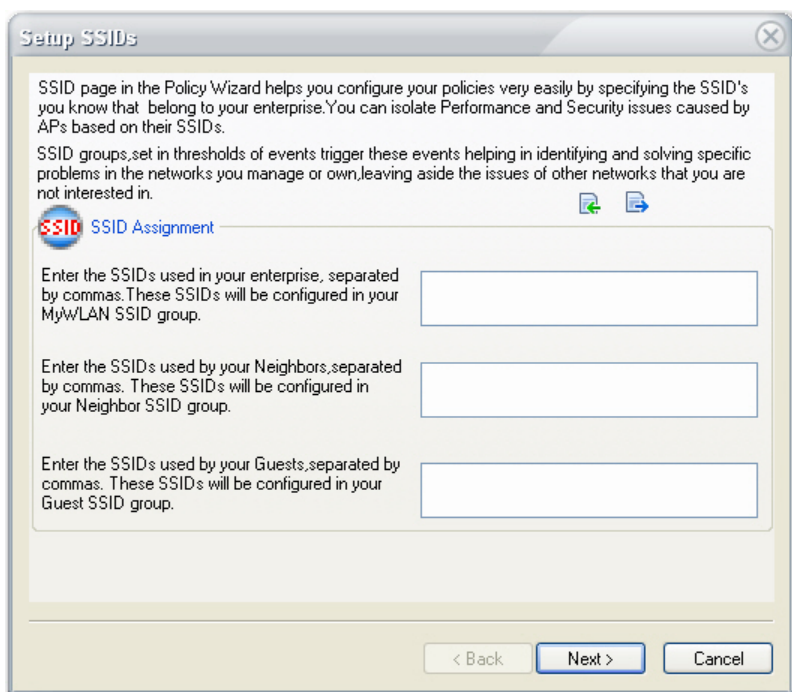 Setup SSIDs
SSID page in the Policy Wizard helps you configure your policies very easily by specifying the SSID's
you know that belong to your enterprise.You can isolate Performance and Security issues caused by
APs based on their SSIDs.
SSID groups,set in thresholds of events trigger these events helping in identifying and solving specific
problems in the networks you manage or own,leaving aside the issues of other networks that you are
not interested in.
SSID SSID Assignment
Enter the SSIDs used in your enterprise, separated
by commas.These SSIDs will be configured in your
MyWLAN SSID group.
Enter the SSIDs used by your Neighbors,separated
by commas. These SSIDs will be configured in
your Neighbor SSID group.
Enter the SSIDs used by your Guests,separated by
commas. These SSIDs will be configured in your
Guest SSID group.
< Back Next > Cancel